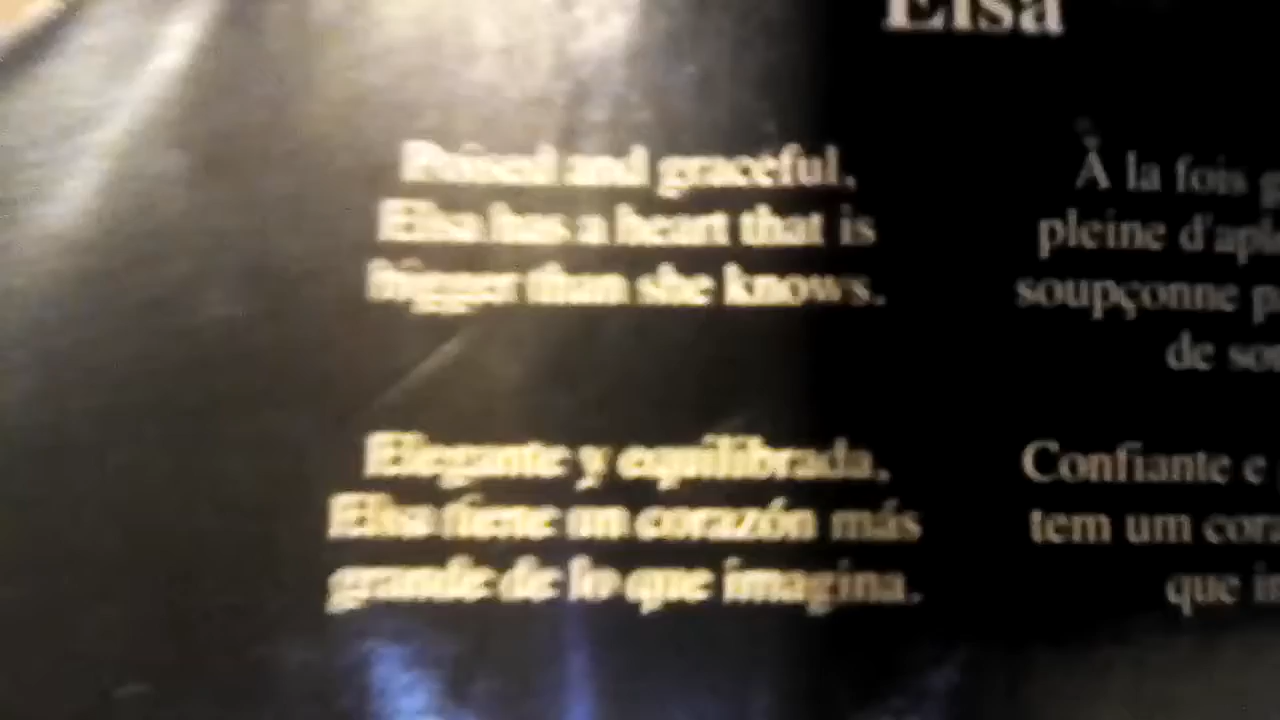 Elsa
Poised and graceful,
Elsa has a heart that is
bigger than she knows.
Elegante y equilibrada,
Elsa tiene un corazón más
grande de lo que imagina.
À la fois
pleine
soupçonne
de
Confiante e
tem um
que